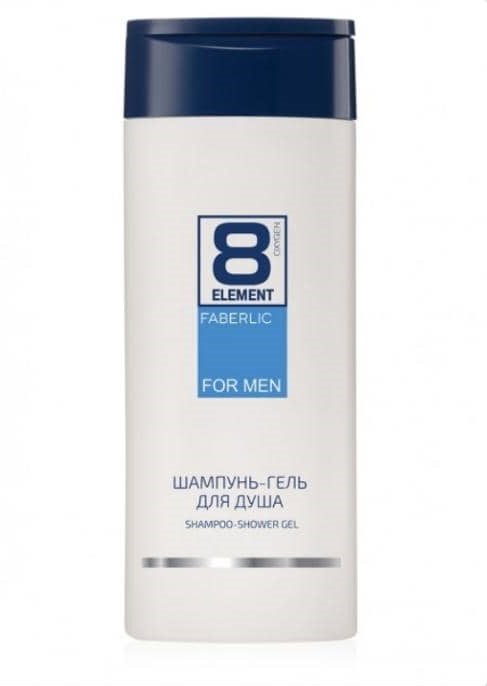 8
OXYGEN
ELEMENT
FABERLIC
FOR MEN
ШАМПУНЬ-ГЕЛЬ
ДЛЯ ДУША
SHAMPOO-SHOWER GEL